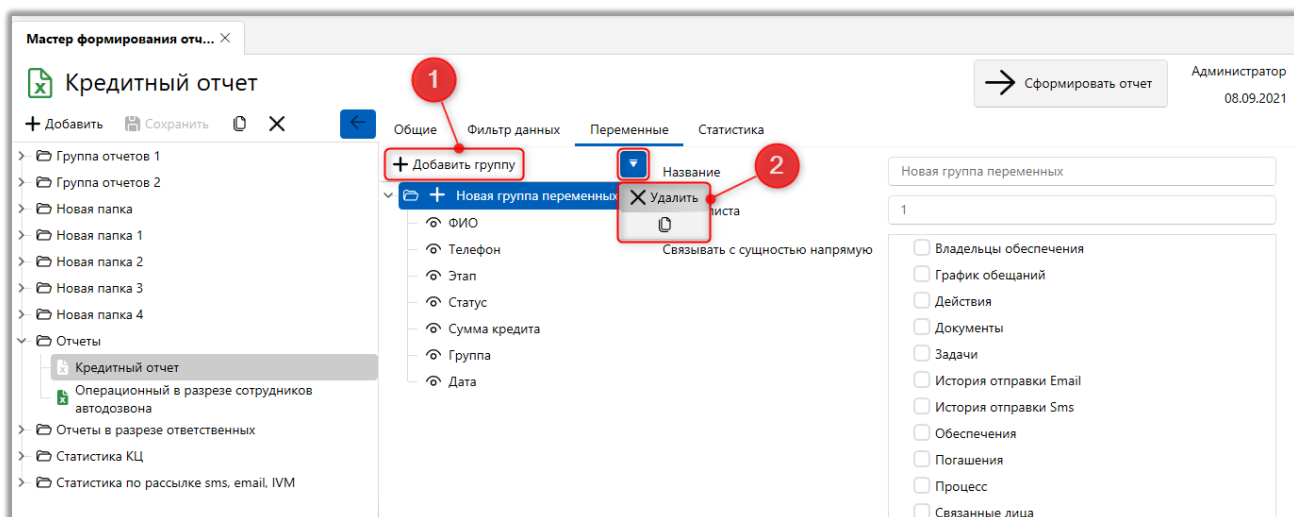 Мастер формирования отч...
Кредитный отчет
1
Сформировать отчет
Администратор
08.09.2021
Добавить Сохранить
Общие Фильтр данных Переменные Статистика
Группа отчетов 1
Группа отчетов 2
Новая папка
Новая папка 1
Новая папка 2
Новая папка 3
Новая папка 4
Отчеты
Кредитный отчет
Операционный в разрезе сотрудников
автодозвона
Отчеты в разрезе ответственных
Статистика КЦ
Статистика по рассылке sms, email, IVM
Добавить группу
2
Новая группа переменных
Удалить
ФИО
Телефон
Этап
Статус
Сумма кредита
Группа
Дата
Название Новая группа переменных
листа 1
Связывать с сущностью напрямую
Владельцы обеспечения
График обещаний
Действия
Документы
Задачи
История отправки Email
История отправки Sms
Обеспечения
Погашения
Процесс
Связанные лица